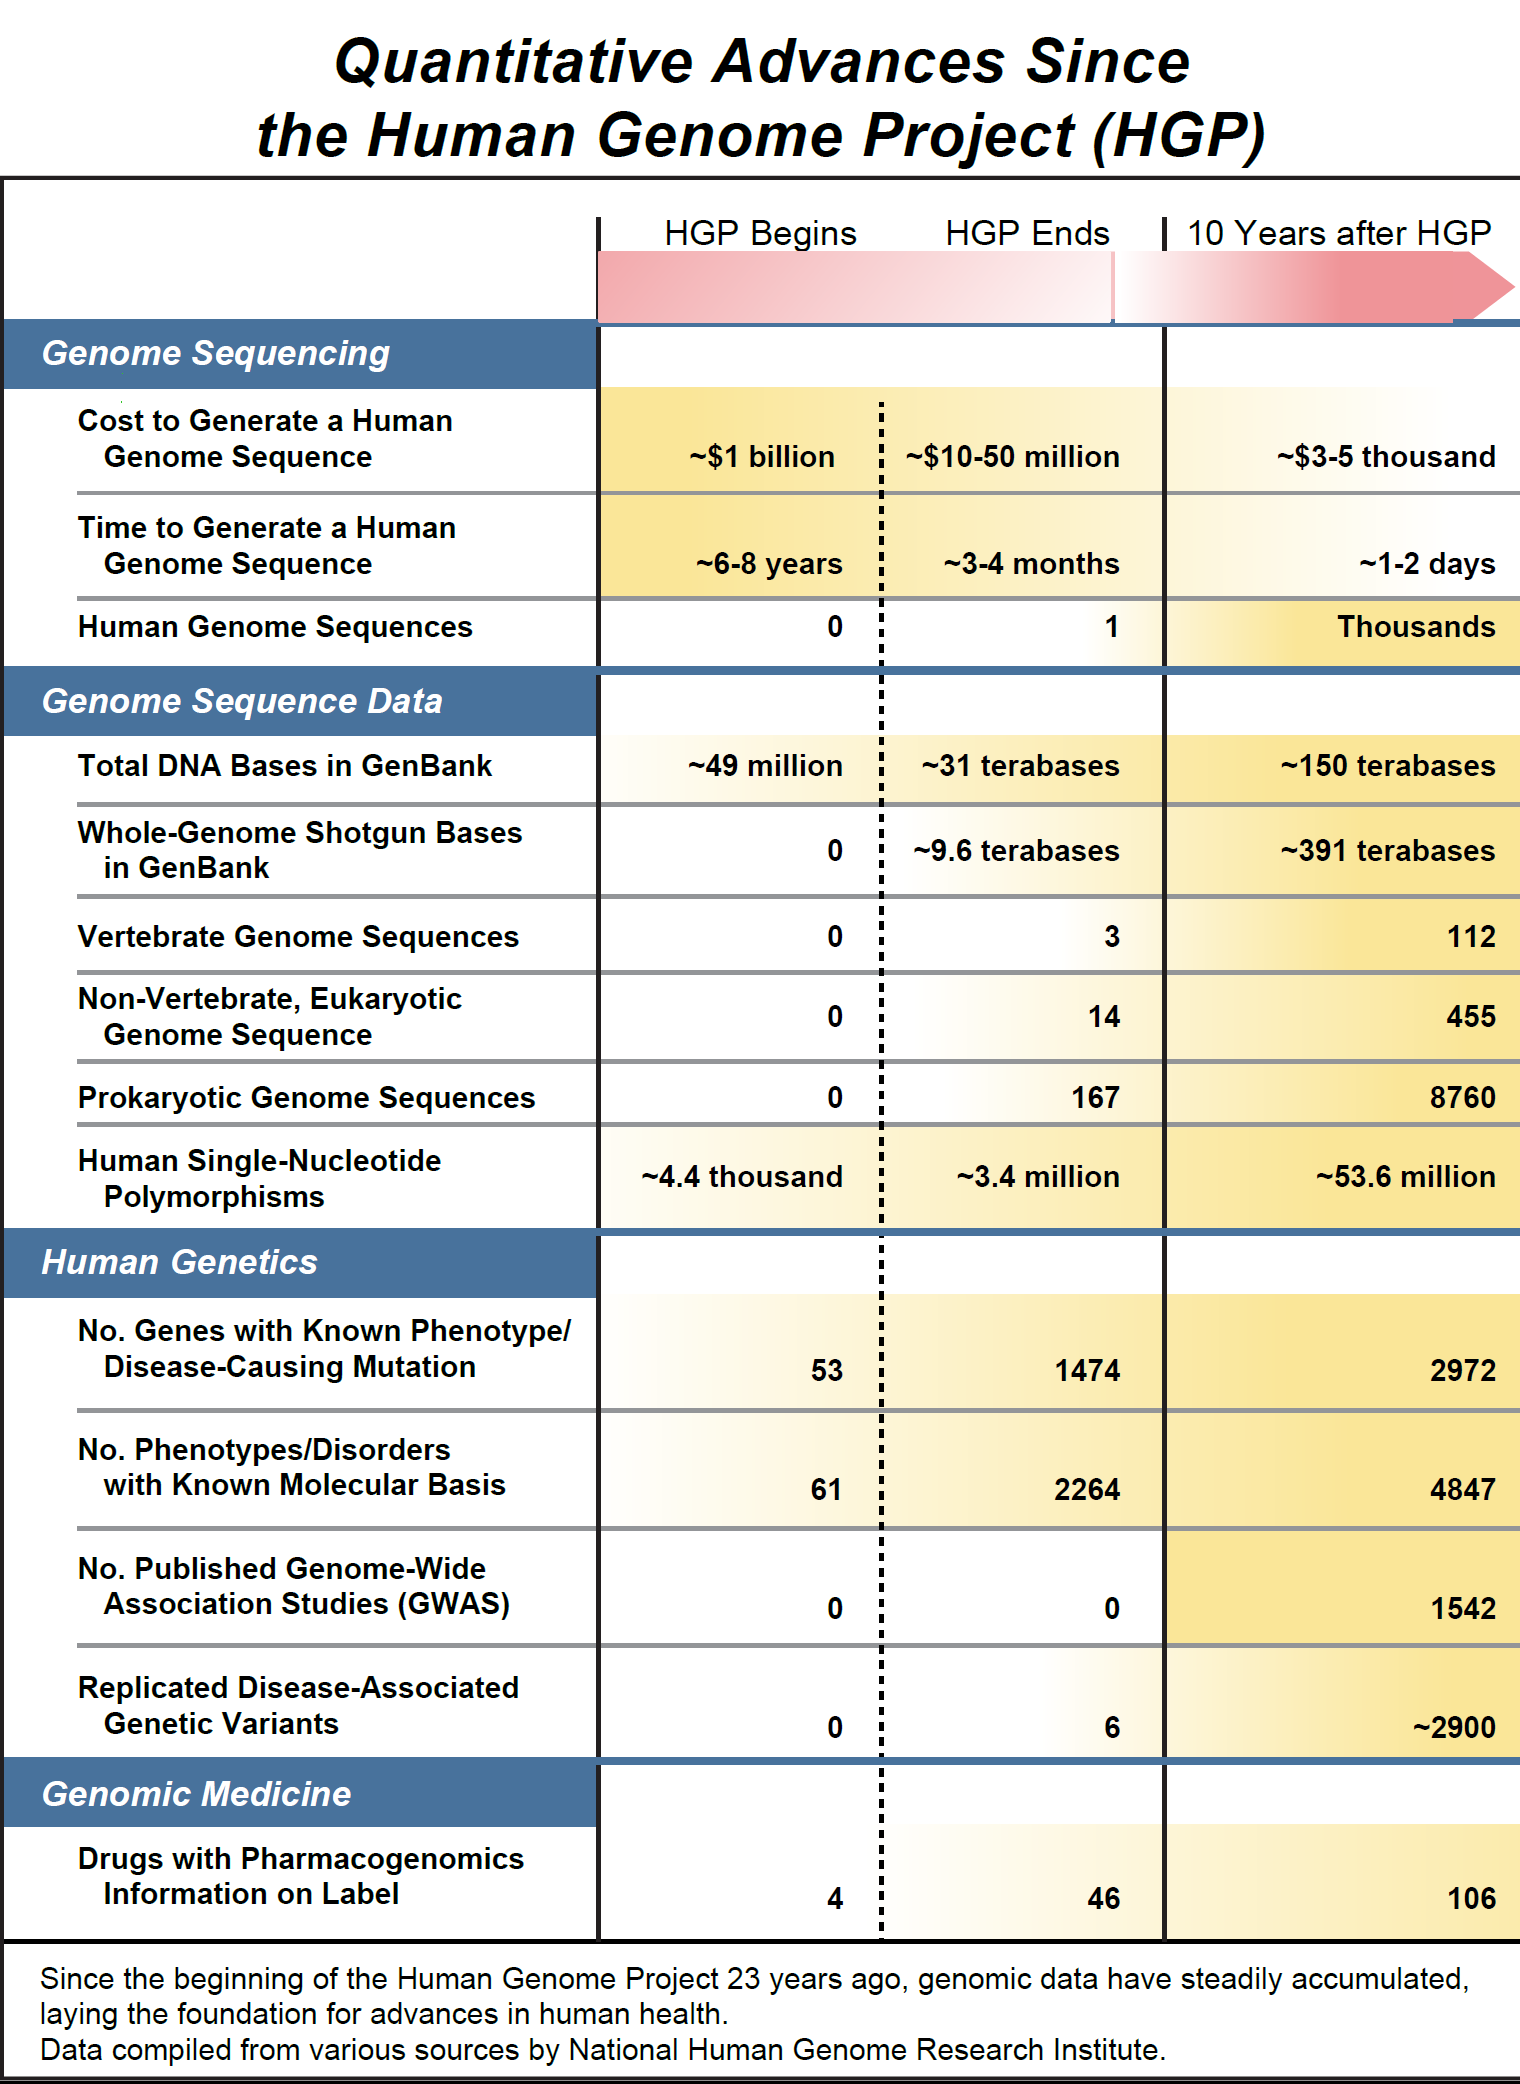 Quantitative Advances Since
the Human Genome Project (HGP)
HGP Begins HGP Ends 10 Years after HGP
Genome Sequencing
Cost to Generate a Human
Genome Sequence ~$1 billion ~$10-50 million ~$3-5 thousand
Time to Generate a Human
Genome Sequence ~6-8 years ~3-4 months ~1-2 days
Human Genome Sequences 0 1 Thousands
Genome Sequence Data
Total DNA Bases in GenBank ~49 million ~31 terabases ~150 terabases
Whole-Genome Shotgun Bases
in GenBank 0 ~9.6 terabases ~391 terabases
Vertebrate Genome Sequences 0 3 112
Non-Vertebrate, Eukaryotic
Genome Sequence 0 14 455
Prokaryotic Genome Sequences 0 167 8760
Human Single-Nucleotide
Polymorphisms ~4.4 thousand ~3.4 million ~53.6 million
Human Genetics
No. Genes with Known Phenotype/
Disease-Causing Mutation 53 1474 2972
No. Phenotypes/Disorders
with Known Molecular Basis 61 2264 4847
No. Published Genome-Wide
Association Studies (GWAS) 0 0 1542
Replicated Disease-Associated
Genetic Variants 0 6 ~2900
Genomic Medicine
Drugs with Pharmacogenomics
Information on Label 4 46 106
Since the beginning of the Human Genome Project 23 years ago, genomic data have steadily accumulated,
laying the foundation for advances in human health.
Data compiled from various sources by National Human Genome Research Institute.